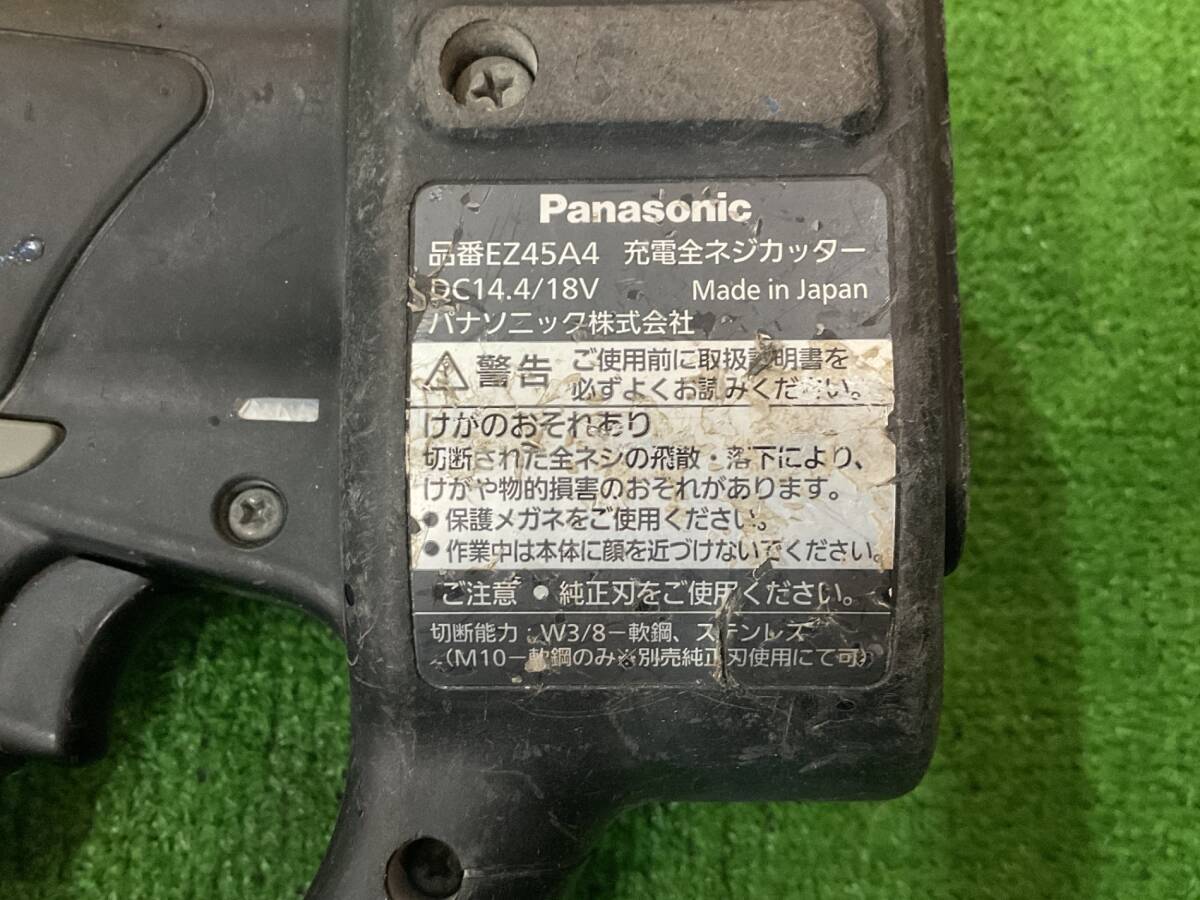 Panasonic
品番EZ45A4 充電全ネジカッター
DC14.4/18V Made in Japan
パナソニック株式会社
警告 ご使用前に取扱説明書を
必ずよくお読みください。
けがのおそれあり
切断された全ネジの飛散・落下により、
けがや物的損害のおそれがあります。
• 保護メガネをご使用ください。
• 作業中は本体に顔を近づけないでください。
ご注意 • 純正刃をご使用ください。
切断能力：W3/8－軟鋼、ステンレス
（M10－軟鋼のみ※別売純正刃使用にて可）